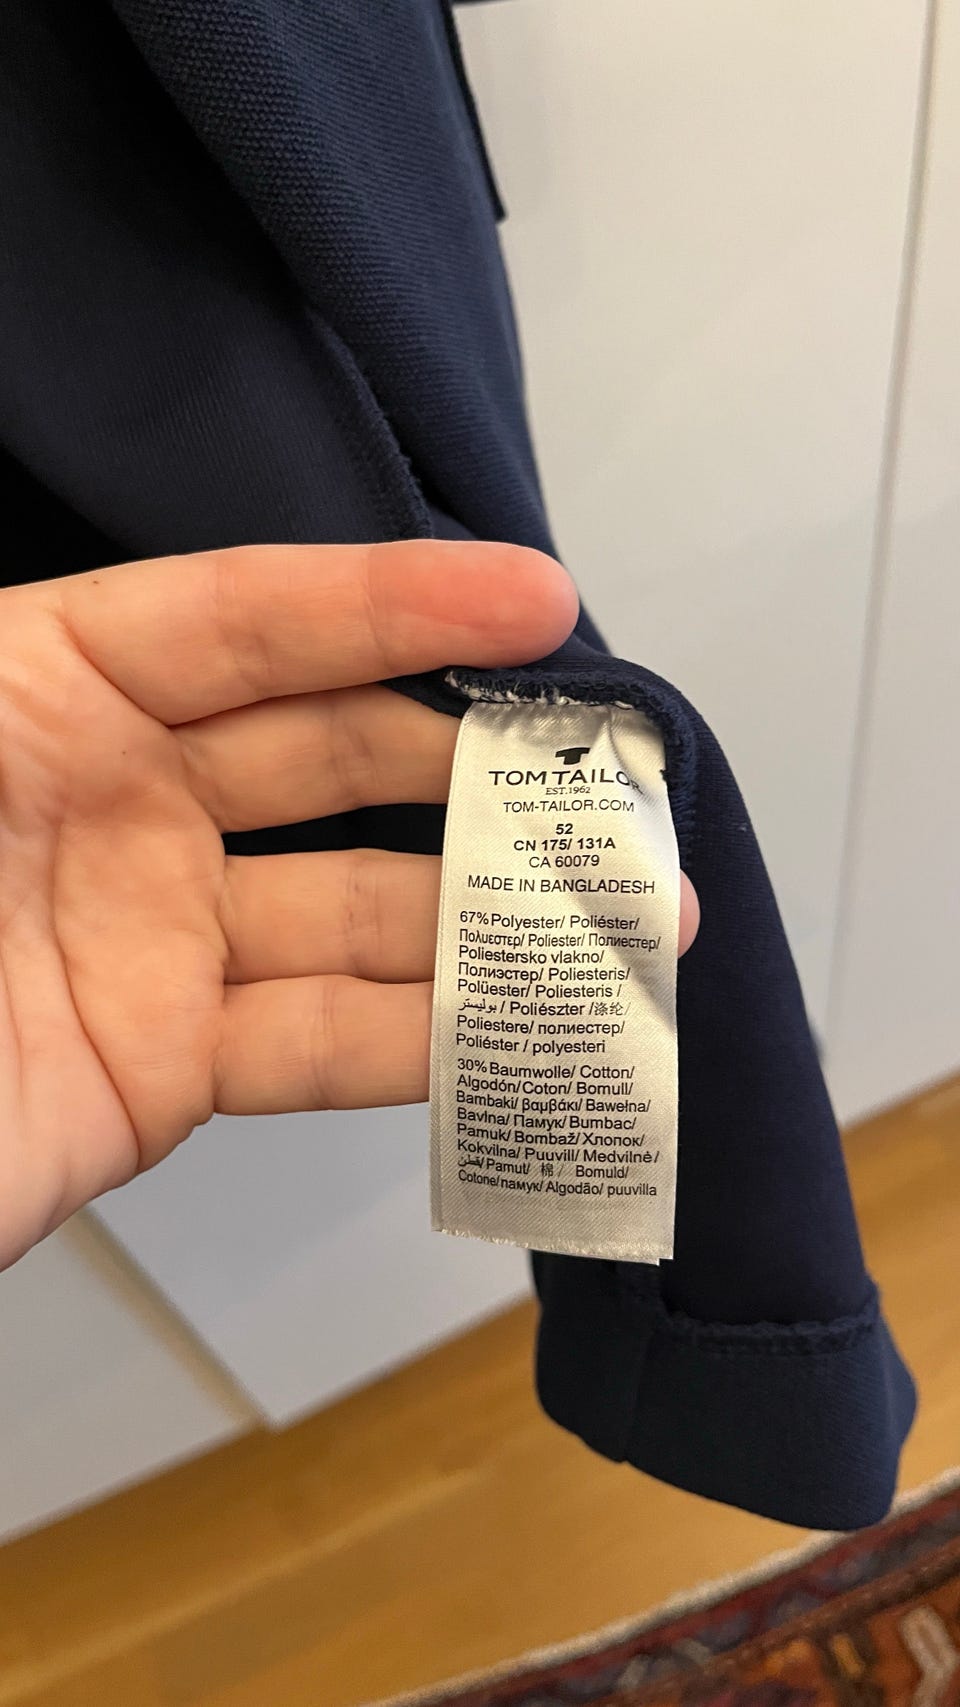 TOM TAILOR
EST.1962
TOM-TAILOR.COM
52
CN 175/ 131A
CA 60079
MADE IN BANGLADESH
67% Polyester/ Poliéster/
Πολυεστερ/ Poliester/ Полиестер/
Poliestersko vlakno/
Полиэстер/ Poliesteris/
Polüester/ Poliesteris /
بوليستر / Poliészter /涤纶/
Poliestere/ полиестер/
Poliéster / polyesteri
30% Baumwolle/ Cotton/
Algodón/ Coton/ Bomull/
Bambaki/ βαμβάκι/ Bawełna/
Bavlna/ Памук/ Bumbac/
Pamuk/ Bombaž/ Хлопок/
Kokvilna/ Puuvill/ Medvilnė/
قطن/ Pamut/ 棉/ Bomuld/
Cotone/ памук/ Algodão/ puuvilla